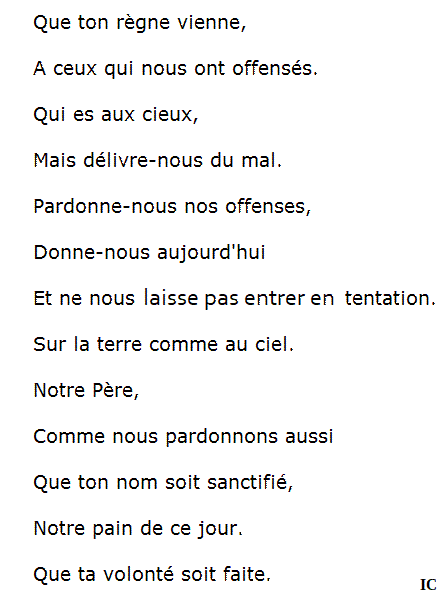 Que ton règne vienne,
A ceux qui nous ont offensés.
Qui es aux cieux,
Mais délivre-nous du mal.
Pardonne-nous nos offenses,
Donne-nous aujourd'hui
Et ne nous laisse pas entrer en tentation.
Sur la terre comme au ciel.
Notre Père,
Comme nous pardonnons aussi
Que ton nom soit sanctifié,
Notre pain de ce jour.
Que ta volonté soit faite.
IC